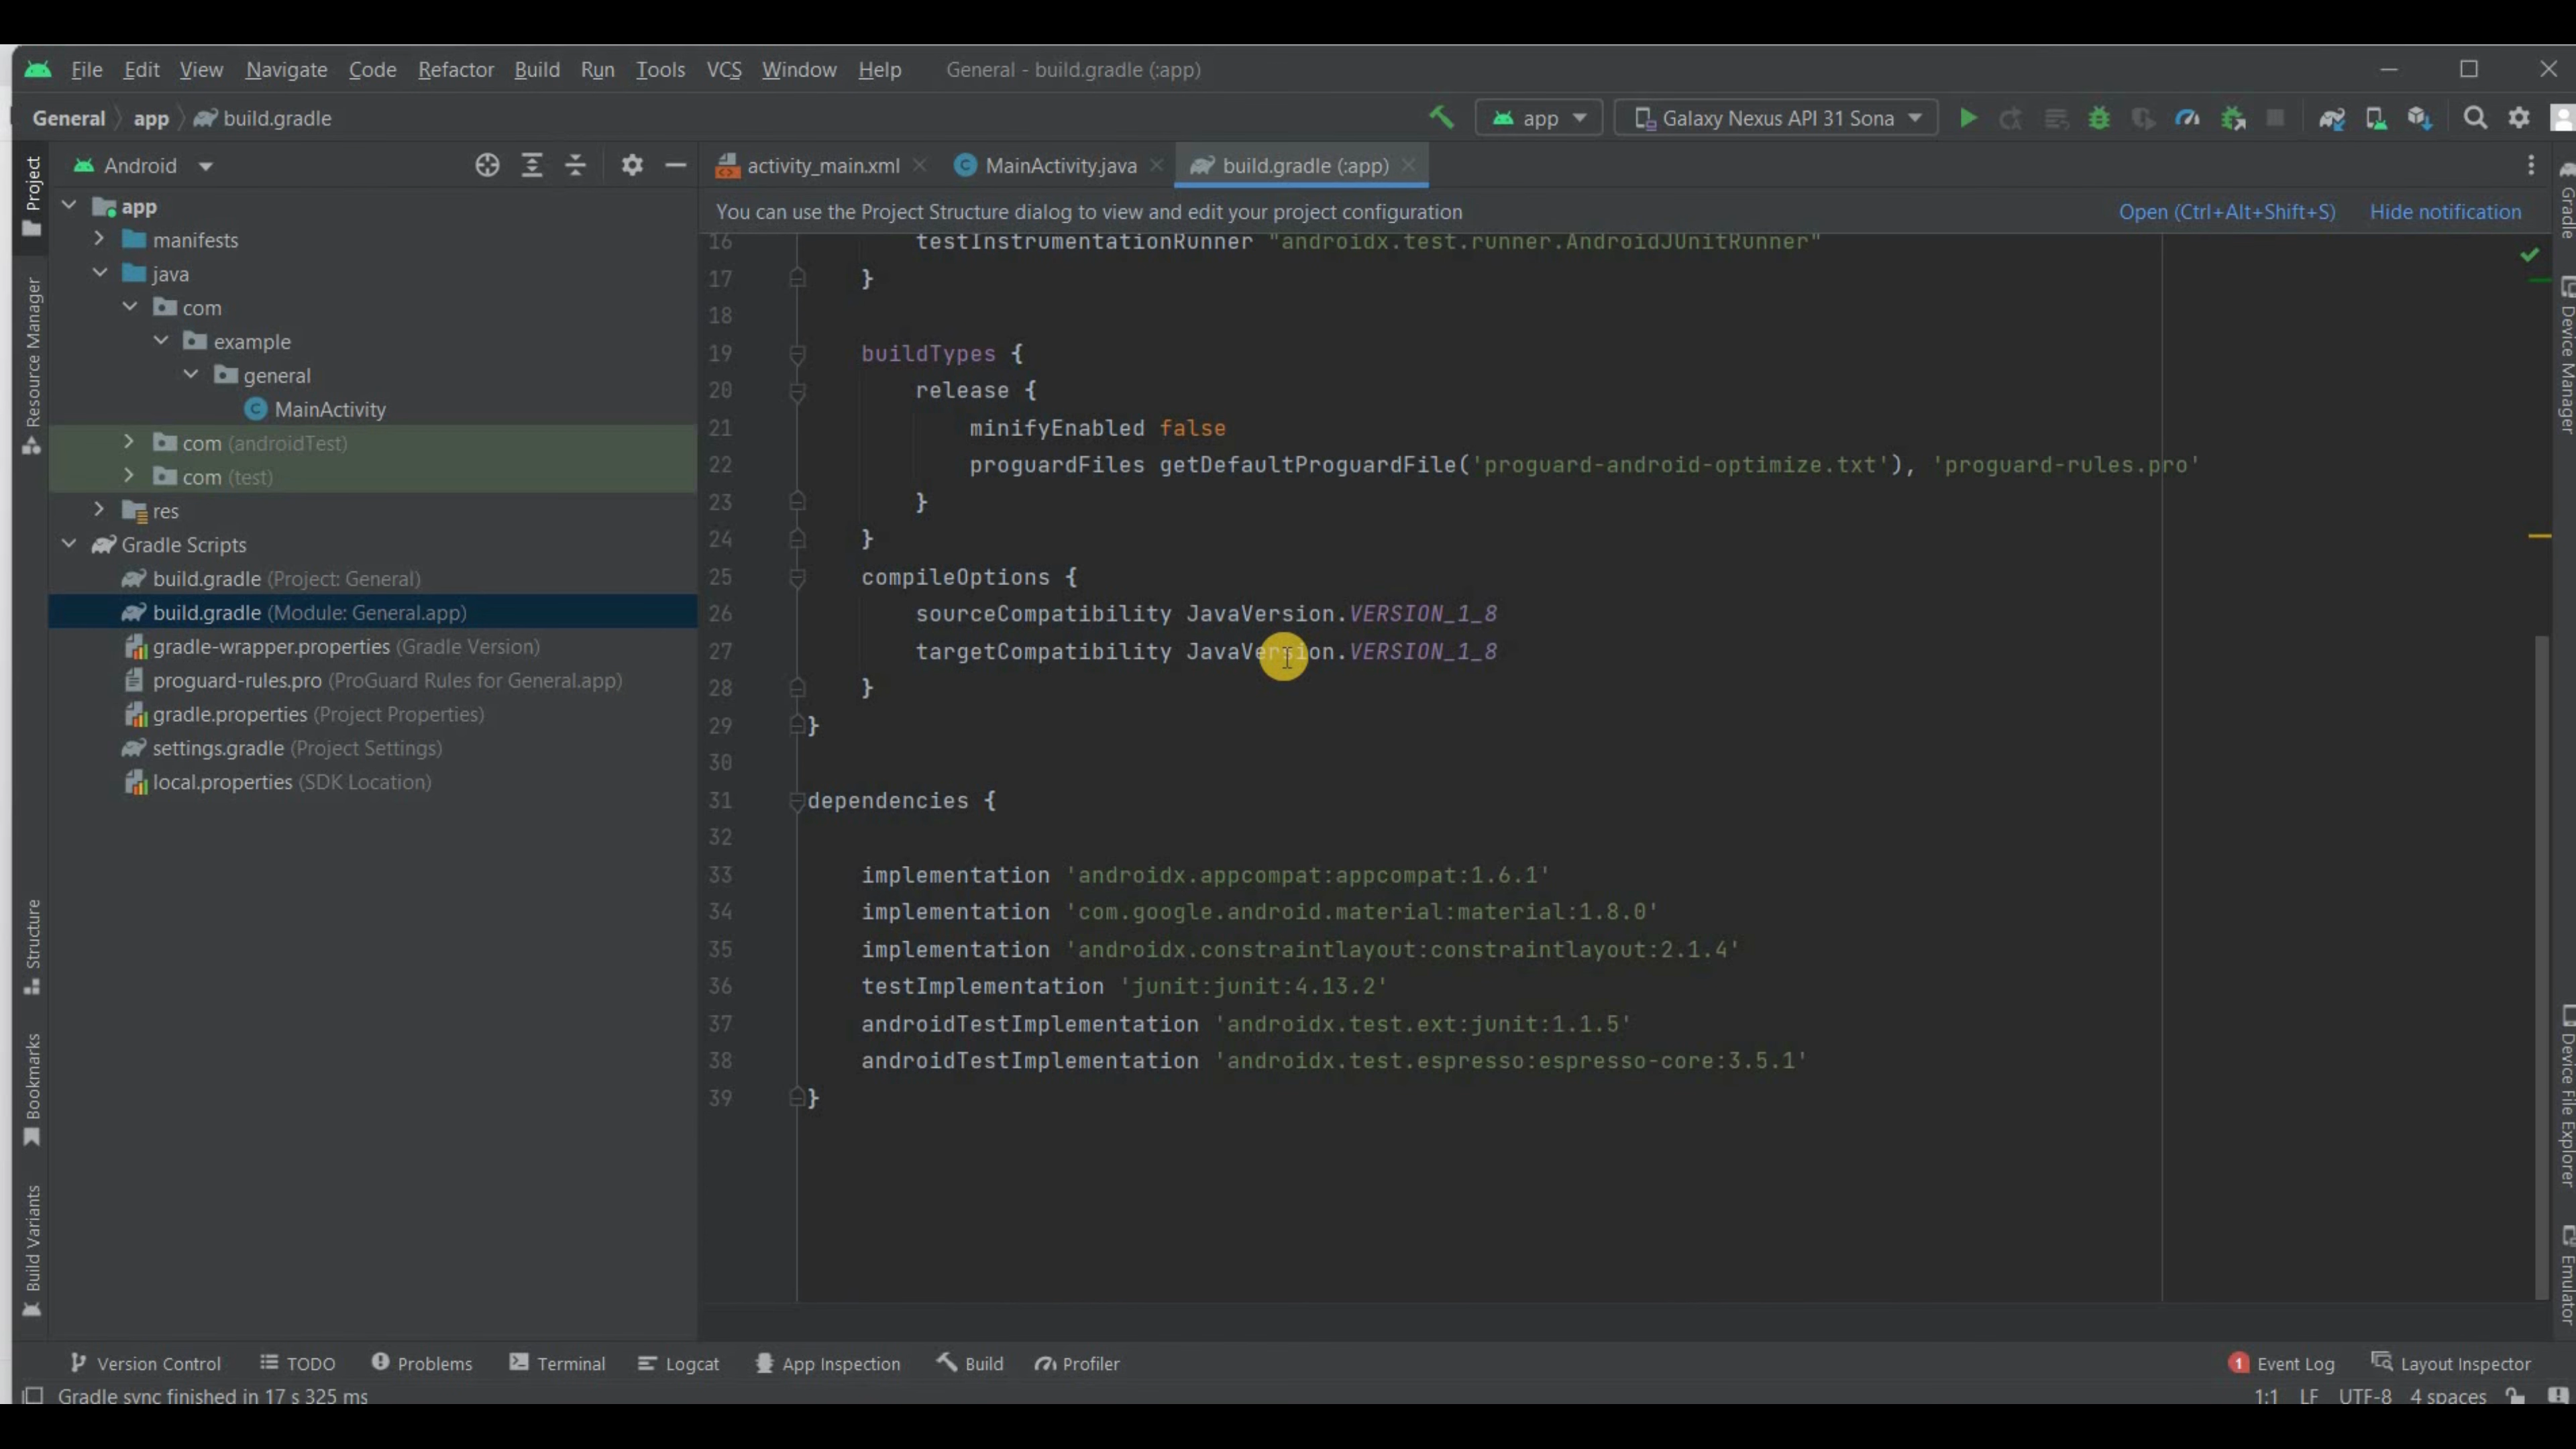 File Edit View Navigate Code Refactor Build Run Tools VCS Window Help General - build.gradle (:app)
General app build.gradle app Galaxy Nexus API 31 Sona
Project
Resource Manager
Structure
Bookmarks
Build Variants
Android
app
manifests
java
com
example
general
MainActivity
com (androidTest)
com (test)
res
Gradle Scripts
build.gradle (Project: General)
build.gradle (Module: General.app)
gradle-wrapper.properties (Gradle Version)
proguard-rules.pro (ProGuard Rules for General.app)
gradle.properties (Project Properties)
settings.gradle (Project Settings)
local.properties (SDK Location)
activity_main.xml MainActivity.java build.gradle (:app)
You can use the Project Structure dialog to view and edit your project configuration Open (Ctrl+Alt+Shift+S) Hide notification
16 testInstrumentationRunner "androidx.test.runner.AndroidJUnitRunner"
17 }
18
19 buildTypes {
20 release {
21 minifyEnabled false
22 proguardFiles getDefaultProguardFile('proguard-android-optimize.txt'), 'proguard-rules.pro'
23 }
24 }
25 compileOptions {
26 sourceCompatibility JavaVersion.VERSION_1_8
27 targetCompatibility JavaVersion.VERSION_1_8
28 }
29 }
30
31 dependencies {
32
33 implementation 'androidx.appcompat:appcompat:1.6.1'
34 implementation 'com.google.android.material:material:1.8.0'
35 implementation 'androidx.constraintlayout:constraintlayout:2.1.4'
36 testImplementation 'junit:junit:4.13.2'
37 androidTestImplementation 'androidx.test.ext:junit:1.1.5'
38 androidTestImplementation 'androidx.test.espresso:espresso-core:3.5.1'
39 }
Gradle
Device Manager
Device File Explorer
Emulator
Version Control TODO Problems Terminal Logcat App Inspection Build Profiler 1 Event Log Layout Inspector
Gradle sync finished in 17 s 325 ms 1:1 LF UTF-8 4 spaces